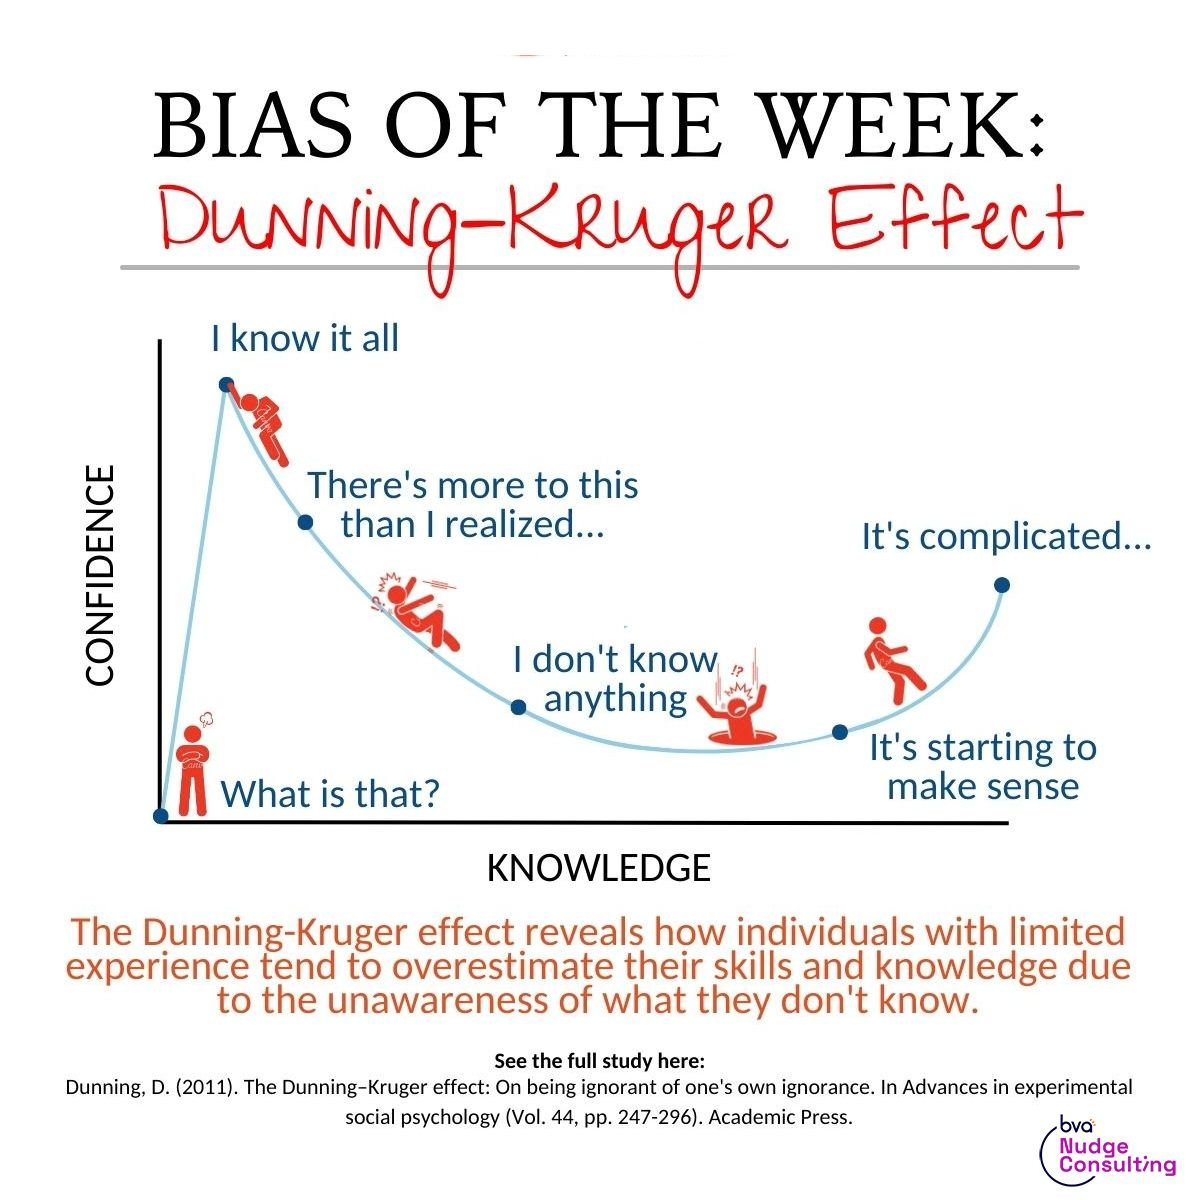 BIAS OF THE WEEK:
Dunning-Kruger Effect
I know it all
There's more to this
than I realized...
It's complicated...
CONFIDENCE
!?
I don't know
anything
!?
It's starting to
make sense
What is that?
KNOWLEDGE
The Dunning-Kruger effect reveals how individuals with limited
experience tend to overestimate their skills and knowledge due
to the unawareness of what they don't know.
See the full study here:
Dunning, D. (2011). The Dunning–Kruger effect: On being ignorant of one's own ignorance. In Advances in experimental
social psychology (Vol. 44, pp. 247-296). Academic Press.
bva
Nudge
Consulting